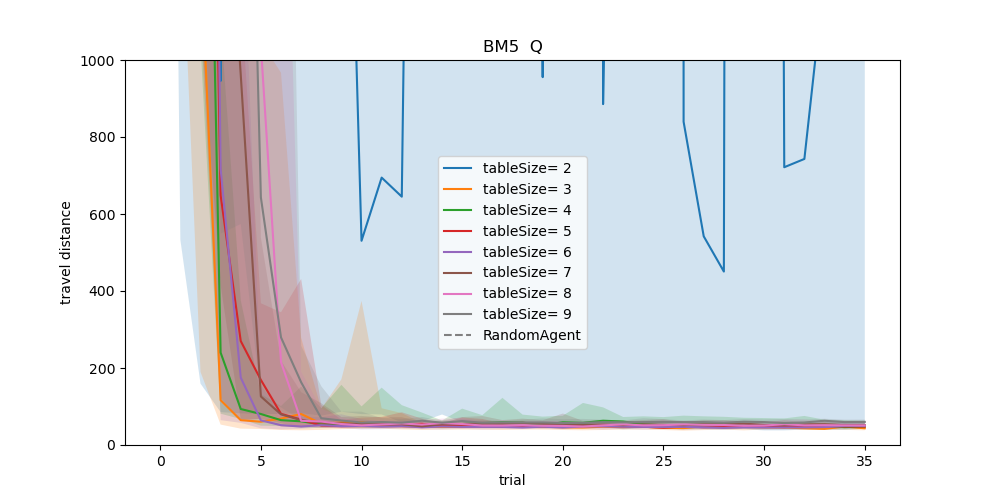 BM5 Q
1000
800
600
400
200
0
travel distance
tableSize= 2
tableSize= 3
tableSize= 4
tableSize= 5
tableSize= 6
tableSize= 7
tableSize= 8
tableSize= 9
RandomAgent
0 5 10 15 20 25 30 35
trial